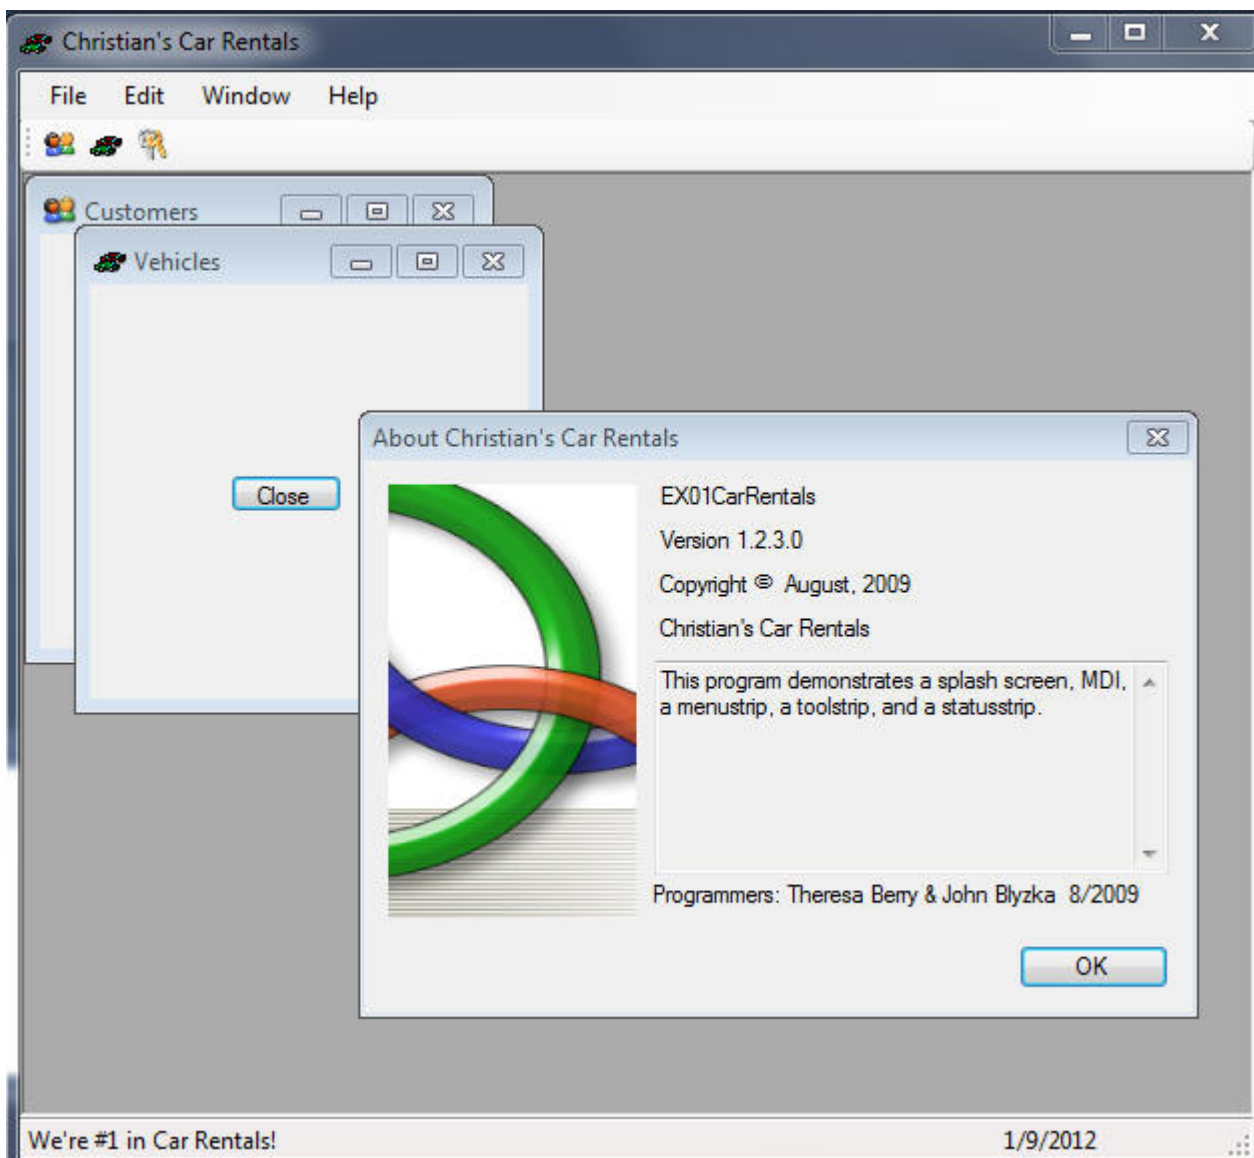 Christian's Car Rentals
File Edit Window Help
Customers
Vehicles
Close
About Christian's Car Rentals
EX01CarRentals
Version 1.2.3.0
Copyright © August, 2009
Christian's Car Rentals
This program demonstrates a splash screen, MDI,
a menustrip, a toolstrip, and a statusstrip.
Programmers: Theresa Berry & John Blyzka 8/2009
OK
We're #1 in Car Rentals! 1/9/2012